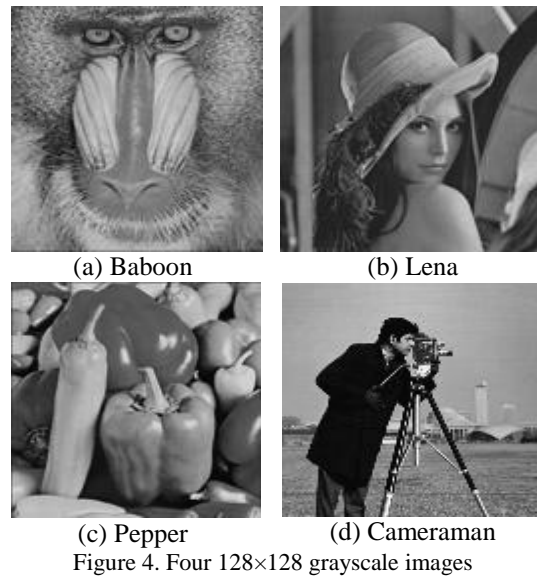 (a) Baboon
(b) Lena
(c) Pepper
(d) Cameraman
Figure 4. Four 128×128 grayscale images